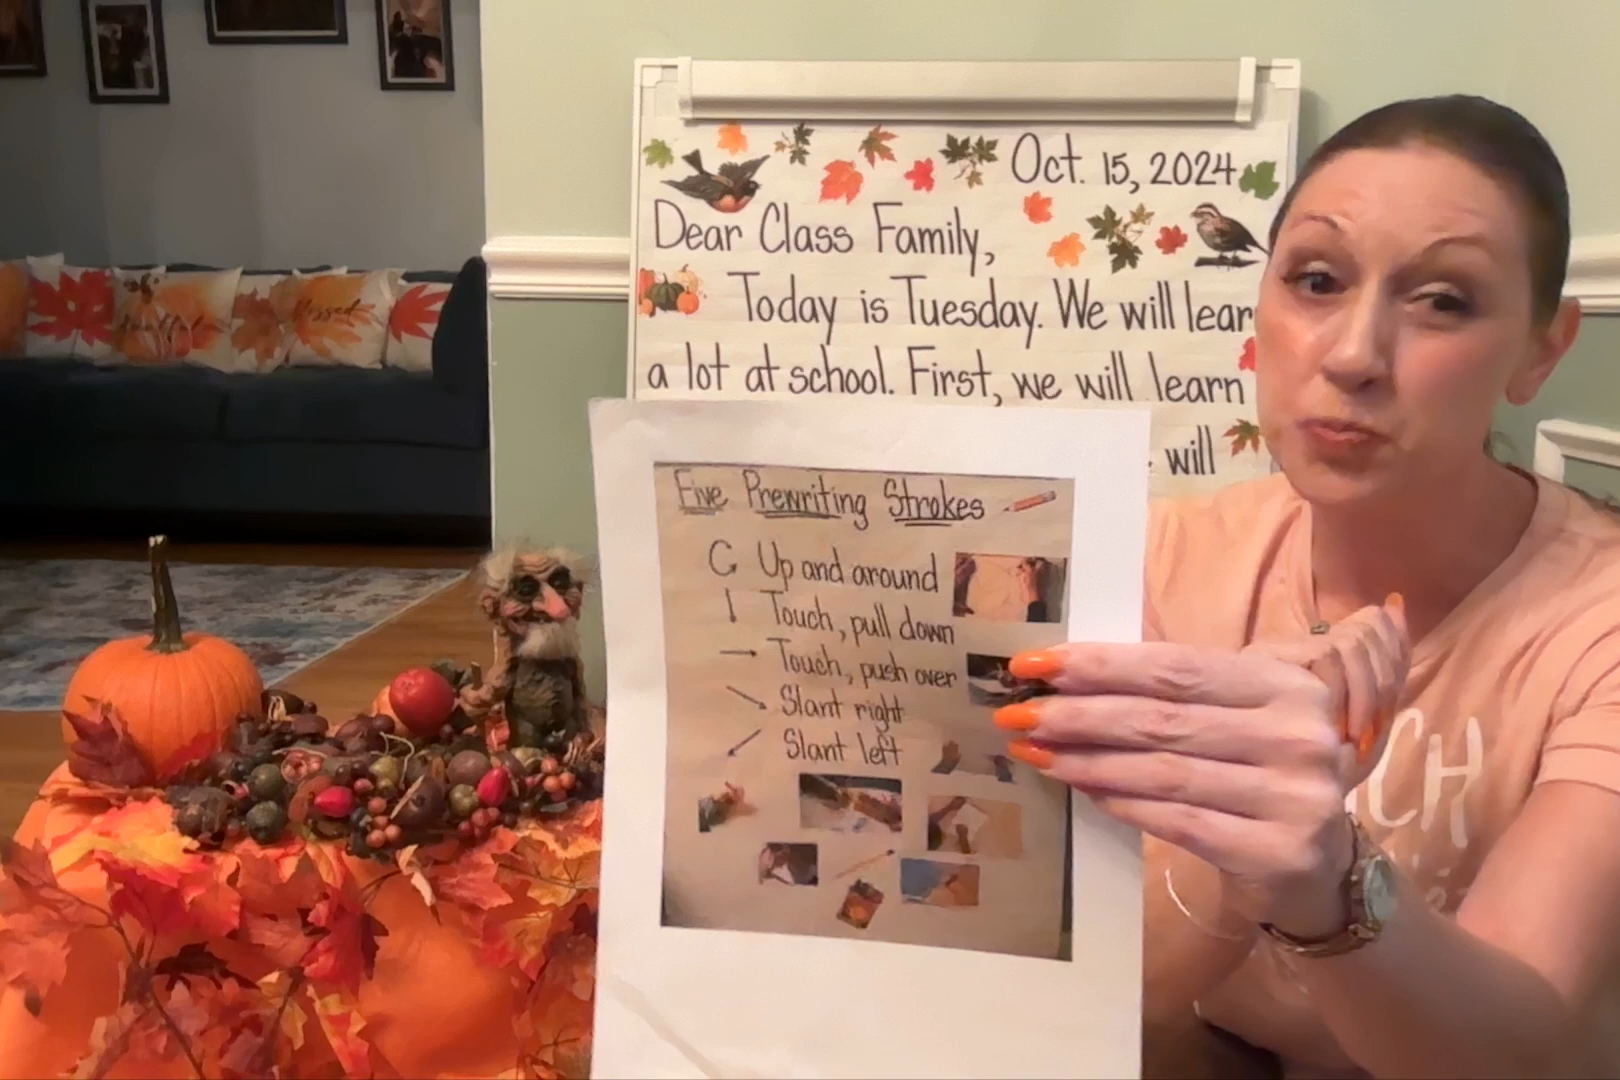 Oct. 15, 2024
Dear Class Family,
Today is Tuesday. We will lear
a lot at school. First, we will learn
will
Five Prewriting Strokes
Up and around
Touch, pull down
Touch, push over
Slant right
Slant left
blessed